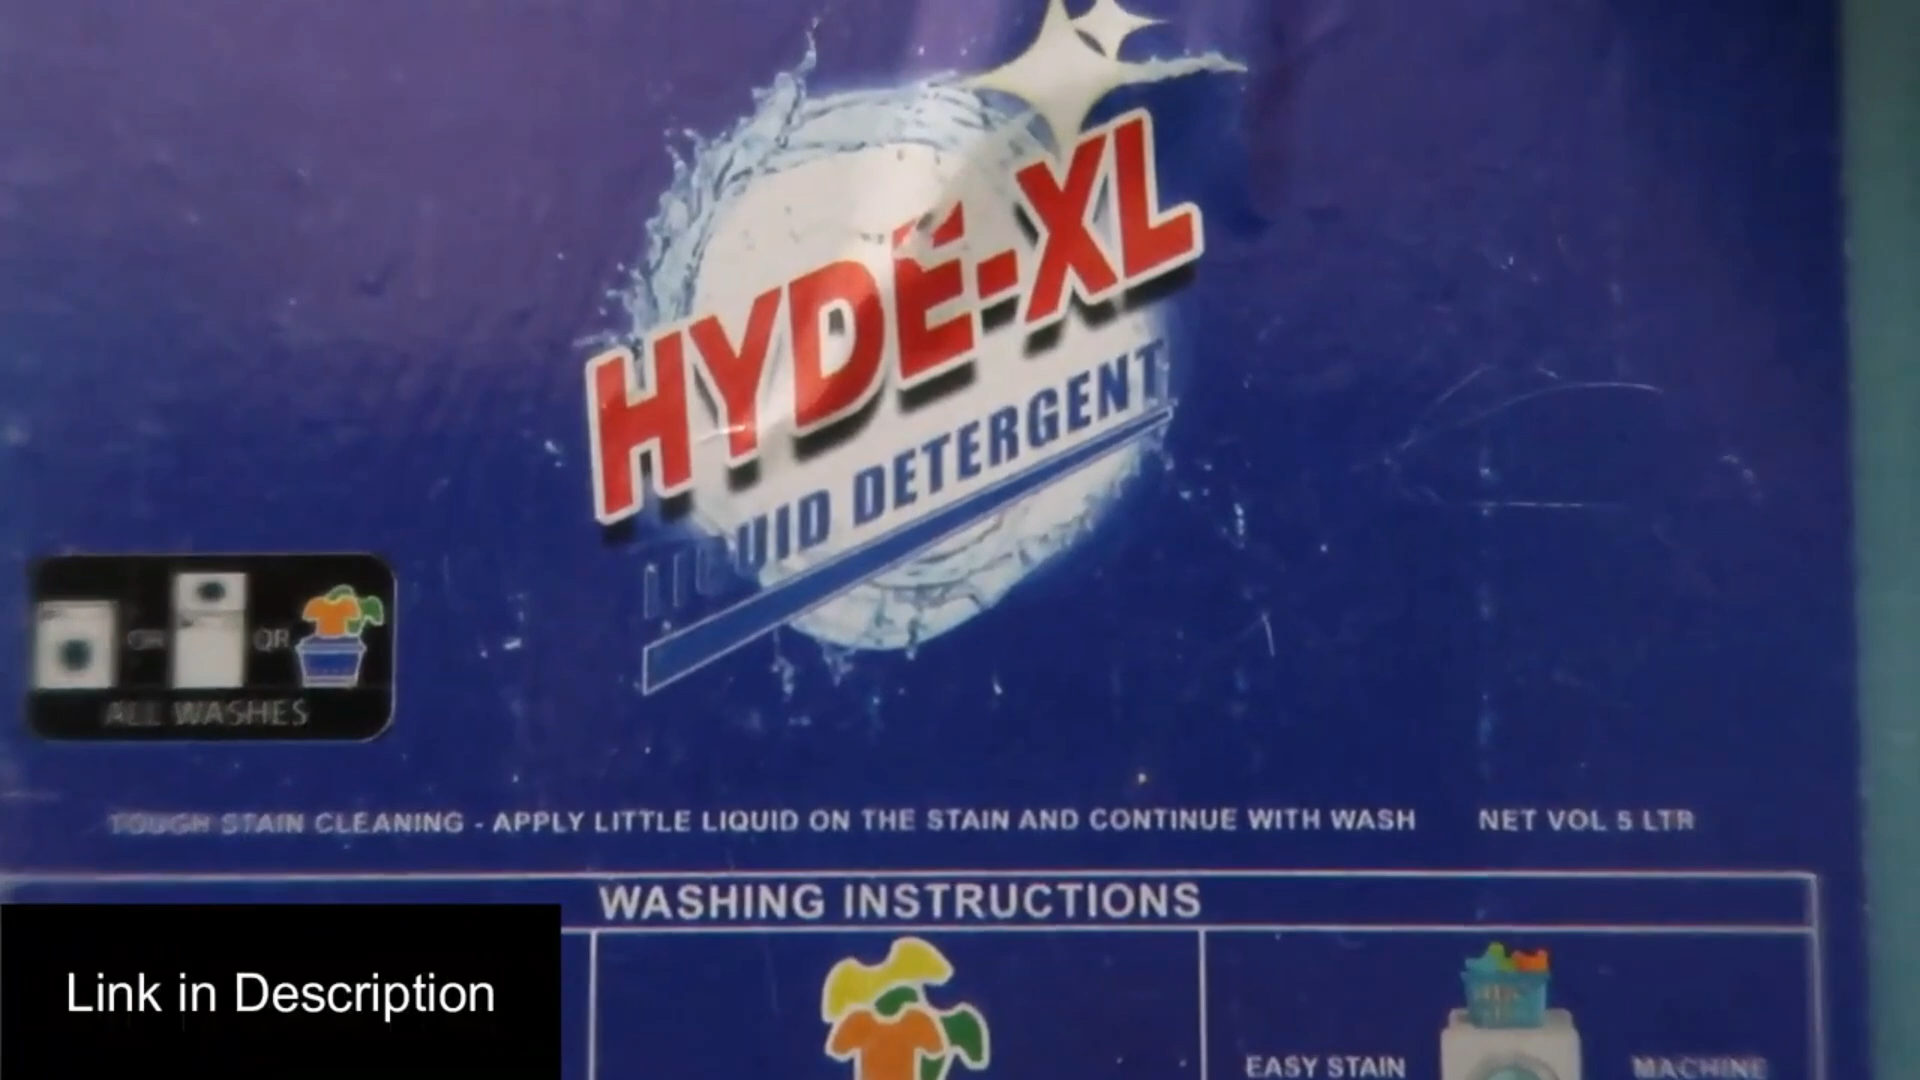 HYDE-XL
LIQUID DETERGENT
OR OR
ALL WASHES
TOUGH STAIN CLEANING - APPLY LITTLE LIQUID ON THE STAIN AND CONTINUE WITH WASH NET VOL 5 LTR
WASHING INSTRUCTIONS
Link in Description
EASY STAIN
MACHINE